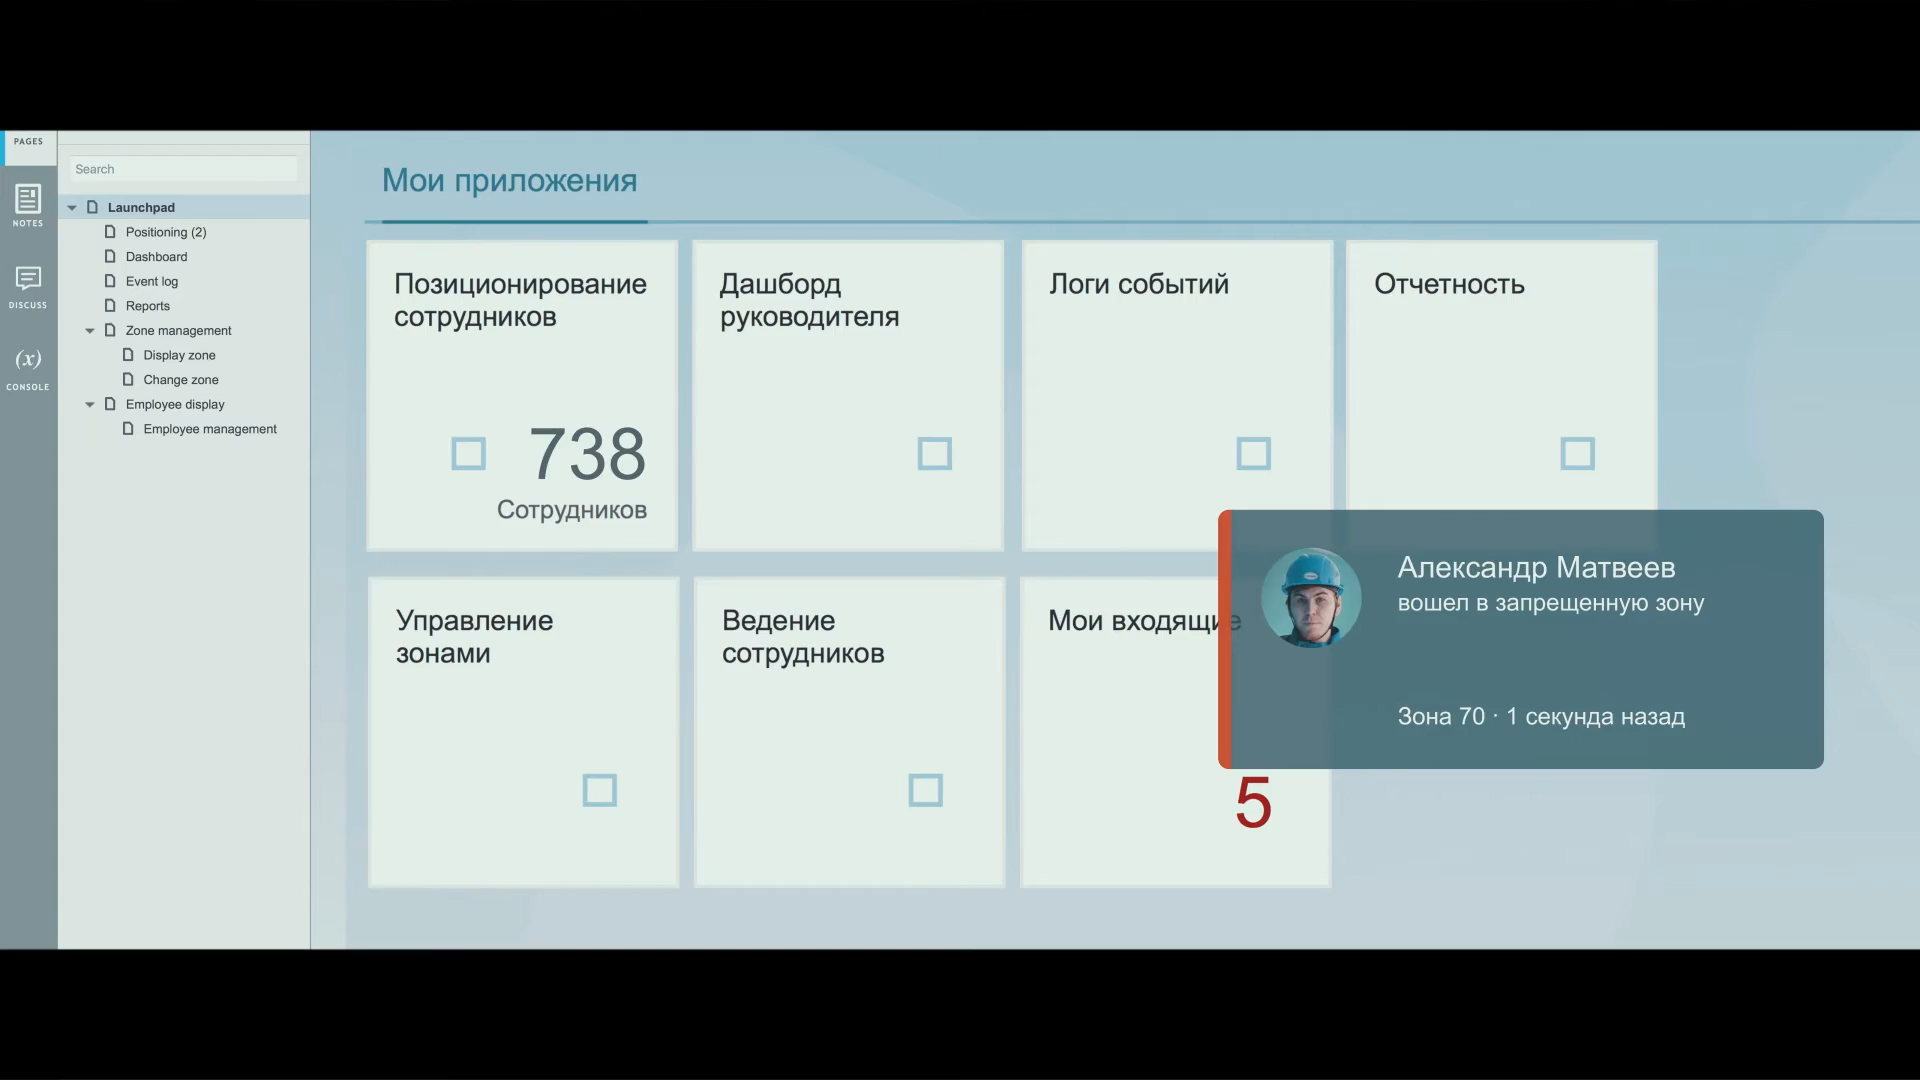 PAGES
NOTES
DISCUSS
(x)
CONSOLE
Search
Launchpad
Positioning (2)
Dashboard
Event log
Reports
Zone management
Display zone
Change zone
Employee display
Employee management
Мои приложения
Позиционирование
сотрудников
738
Сотрудников
Дашборд
руководителя
Логи событий
Отчетность
Управление
зонами
Ведение
сотрудников
Мои входящие
5
Александр Матвеев
вошел в запрещенную зону
Зона 70 · 1 секунда назад